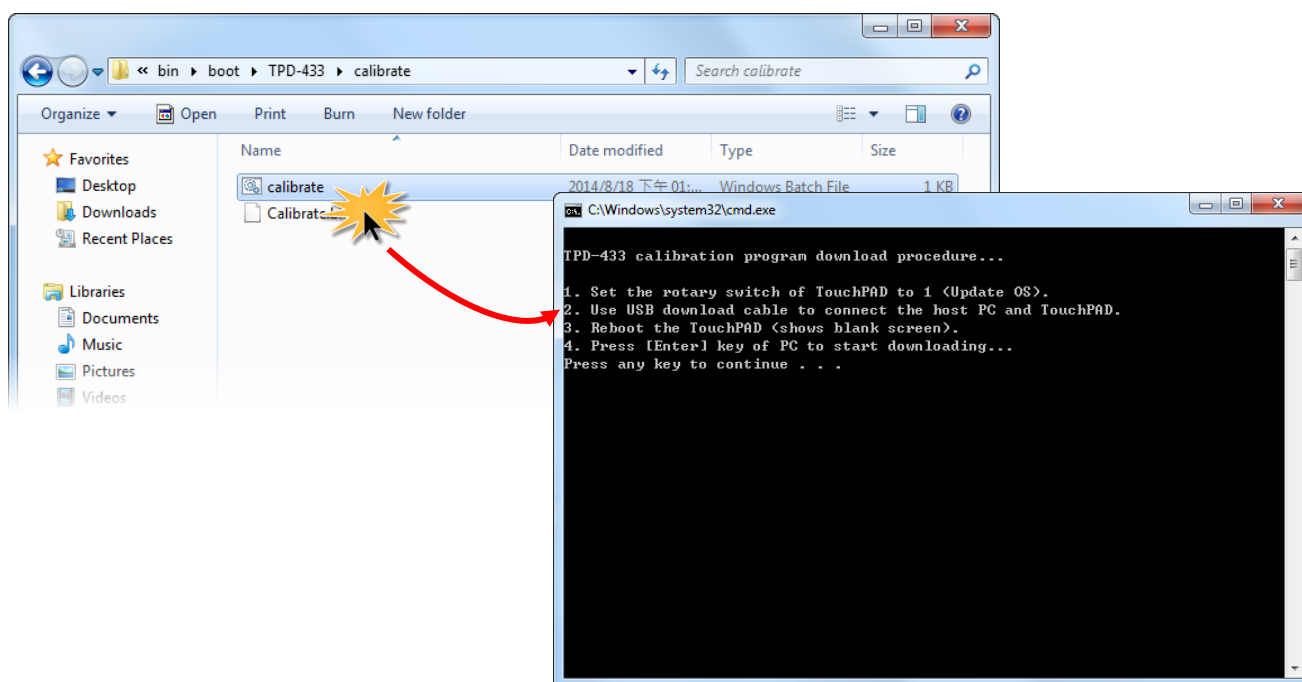 « bin ▸ boot ▸ TPD-433 ▸ calibrate
Search calibrate
Organize ▾ Open Print Burn New folder
Name Date modified Type Size
Favorites
Desktop
Downloads
Recent Places
Libraries
Documents
Music
Pictures
Videos
calibrate 2014/8/18 下午 01:... Windows Batch File 1 KB
C:\Windows\system32\cmd.exe
TPD-433 calibration program download procedure...
1. Set the rotary switch of TouchPAD to 1 (Update OS).
2. Use USB download cable to connect the host PC and TouchPAD.
3. Reboot the TouchPAD (shows blank screen).
4. Press [Enter] key of PC to start downloading...
Press any key to continue . . .